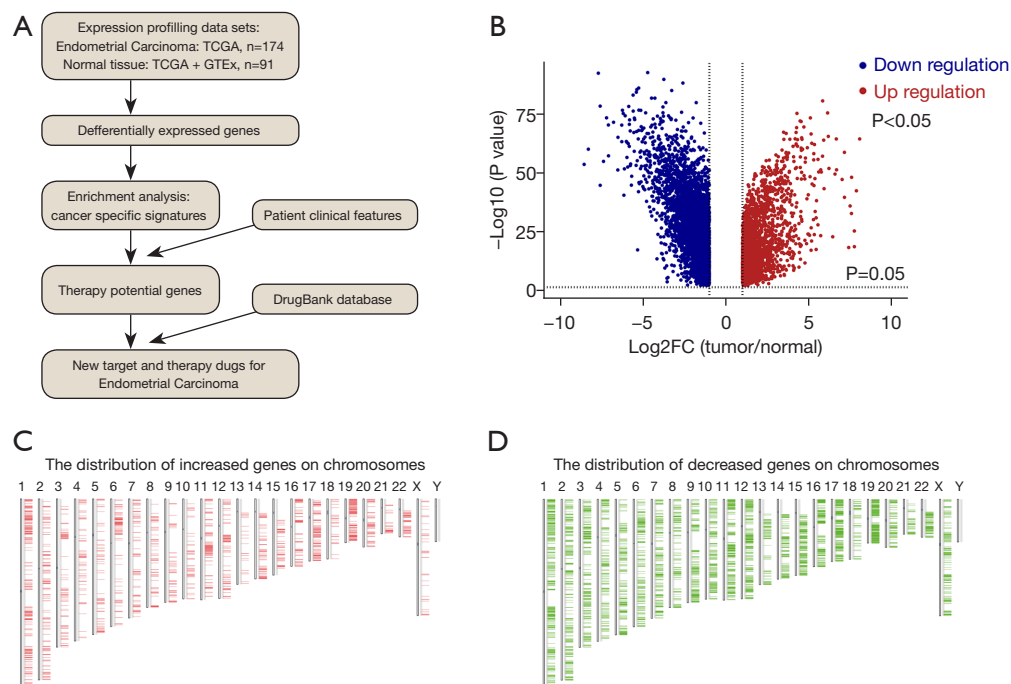 A
Expression profilling data sets:
Endometrial Carcinoma: TCGA, n=174
Normal tissue: TCGA + GTEx, n=91
Defferentially expressed genes
Enrichment analysis:
cancer specific signatures
Patient clinical features
Therapy potential genes
DrugBank database
New target and therapy dugs for
Endometrial Carcinoma
B
Down regulation
Up regulation
P<0.05
P=0.05
−Log10 (P value)
75
50
25
0
−10 −5 0 5 10
Log2FC (tumor/normal)
C
The distribution of increased genes on chromosomes
1 2 3 4 5 6 7 8 9 10 11 12 13 14 15 16 17 18 19 20 21 22 X Y
D
The distribution of decreased genes on chromosomes
1 2 3 4 5 6 7 8 9 10 11 12 13 14 15 16 17 18 19 20 21 22 X Y